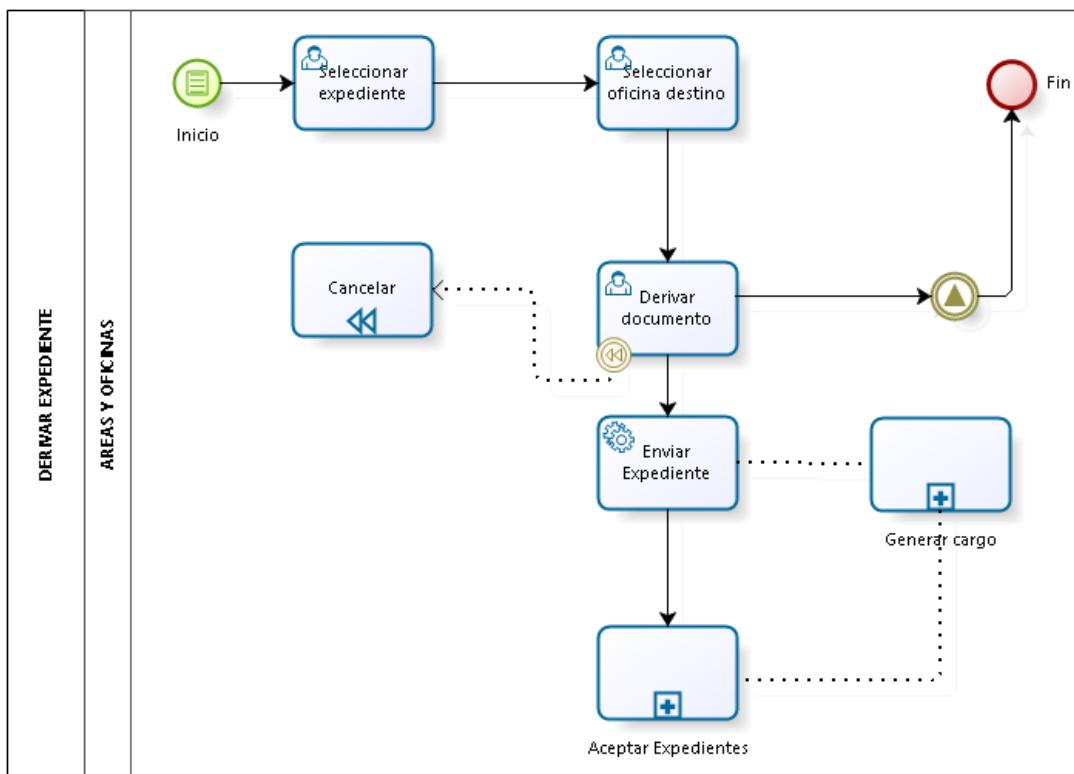 DERIVAR EXPEDIENTE
AREAS Y OFICINAS
Inicio
Seleccionar
expediente
Seleccionar
oficina destino
Fin
Cancelar
Derivar
documento
Enviar
Expediente
Generar cargo
Aceptar Expedientes